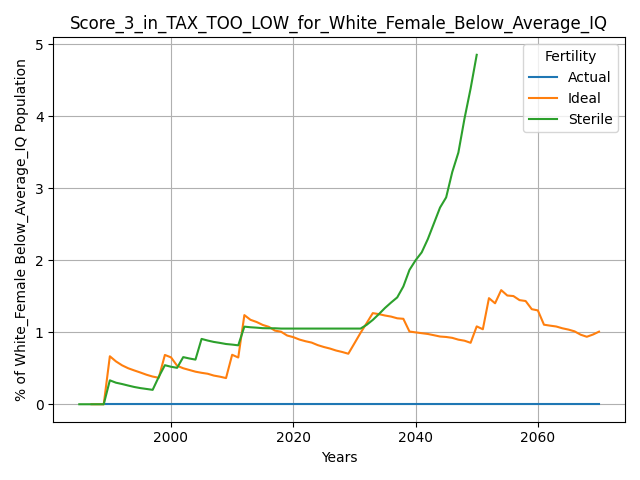 Score_3_in_TAX_TOO_LOW_for_White_Female_Below_Average_IQ
% of White_Female Below_Average_IQ Population
5
4
3
2
1
0
Fertility
Actual
Ideal
Sterile
2000
2020
2040
2060
Years